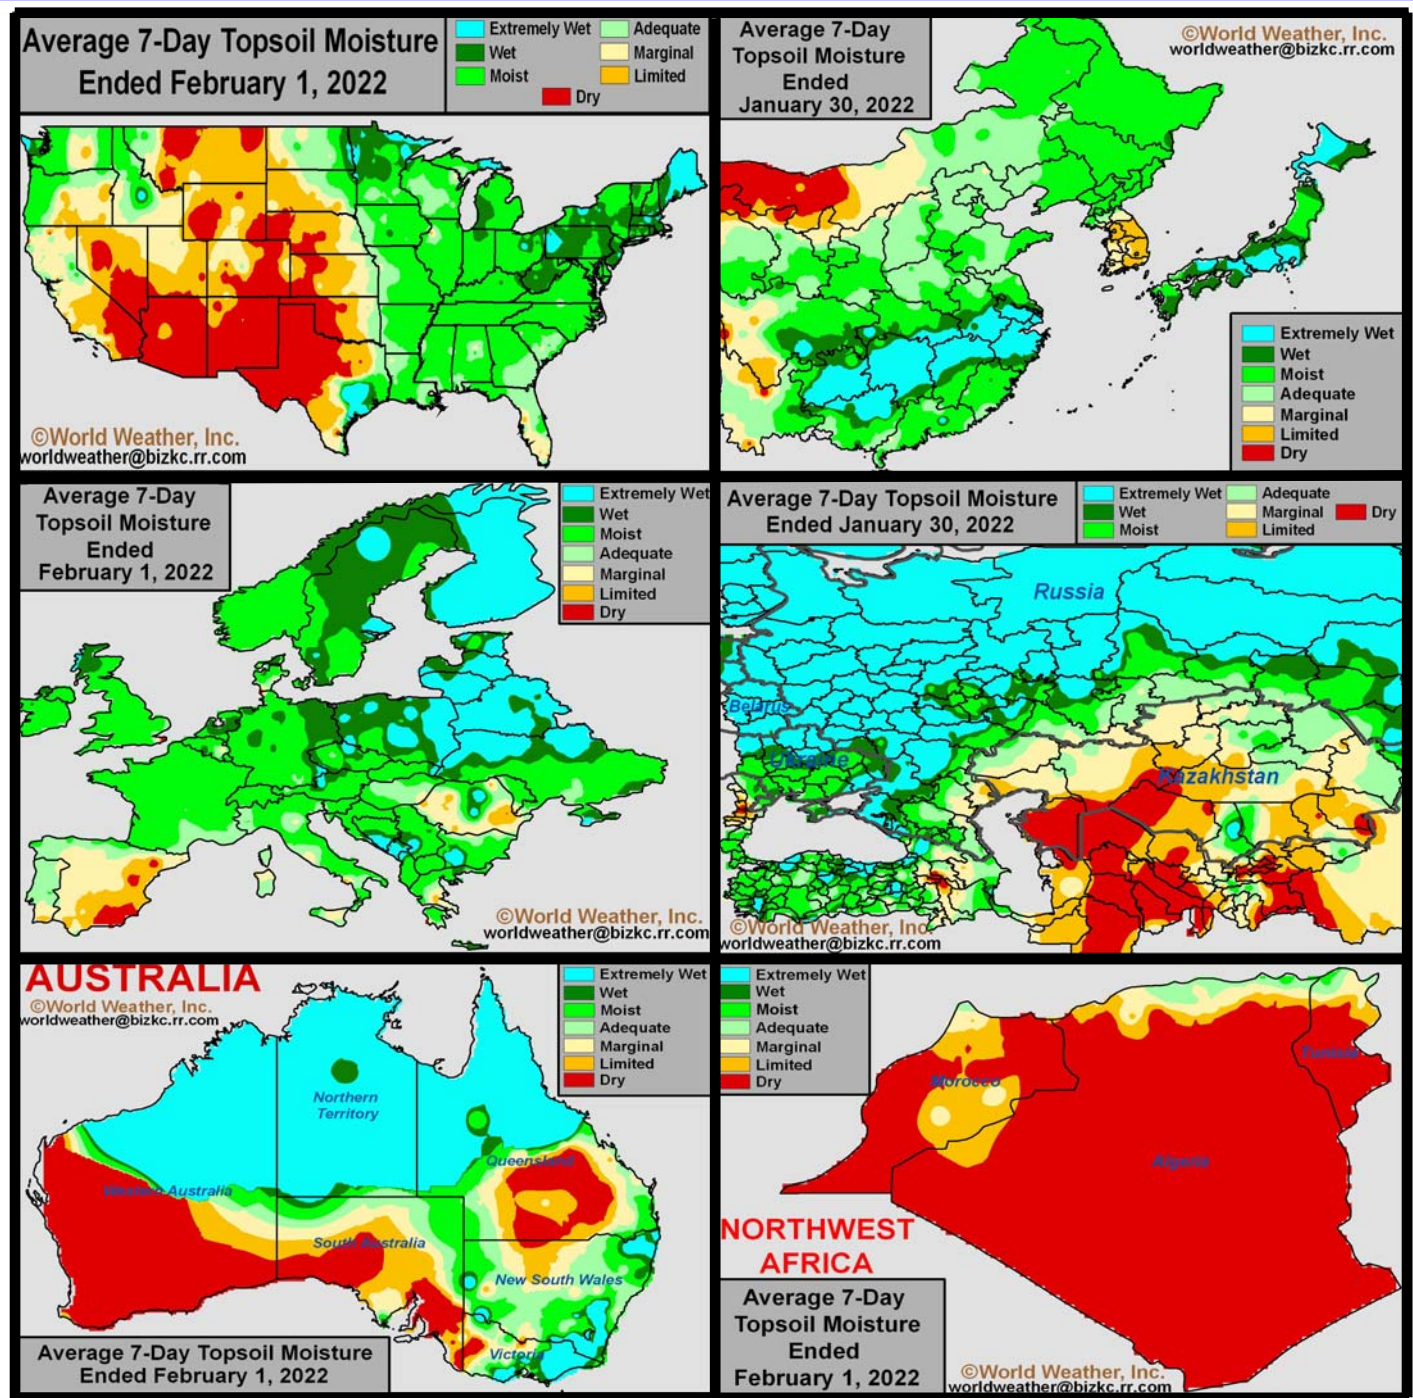 Average 7-Day Topsoil Moisture
Ended February 1, 2022
Extremely Wet
Wet
Moist
Adequate
Marginal
Limited
Dry
©World Weather, Inc.
worldweather@bizkc.rr.com
Average 7-Day
Topsoil Moisture
Ended
January 30, 2022
©World Weather, Inc.
worldweather@bizkc.rr.com
Extremely Wet
Wet
Moist
Adequate
Marginal
Limited
Dry
Average 7-Day
Topsoil Moisture
Ended
February 1, 2022
Extremely Wet
Wet
Moist
Adequate
Marginal
Limited
Dry
©World Weather, Inc.
worldweather@bizkc.rr.com
Average 7-Day Topsoil Moisture
Ended January 30, 2022
Extremely Wet
Wet
Moist
Adequate
Marginal
Limited
Dry
Russia
Belarus
Ukraine
Kazakhstan
©World Weather, Inc.
worldweather@bizkc.rr.com
AUSTRALIA
©World Weather, Inc.
worldweather@bizkc.rr.com
Extremely Wet
Wet
Moist
Adequate
Marginal
Limited
Dry
Northern
Territory
Queensland
Western Australia
South Australia
New South Wales
Victoria
Average 7-Day Topsoil Moisture
Ended February 1, 2022
Extremely Wet
Wet
Moist
Adequate
Marginal
Limited
Dry
Tunisia
Morocco
Algeria
NORTHWEST
AFRICA
Average 7-Day
Topsoil Moisture
Ended
February 1, 2022
©World Weather, Inc.
worldweather@bizkc.rr.com